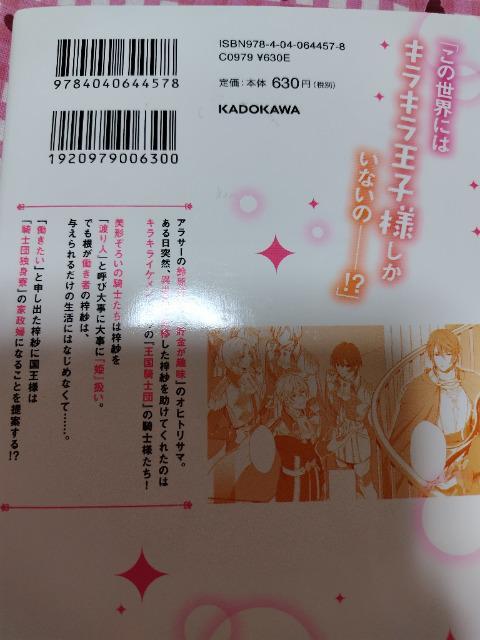 ISBN978-4-04-064457-8
C0979 ¥630E
定価：本体630円(税別)
KADOKAWA
9784040644578
1920979006300
「この世界には
キラキラ王子様しか
いないの――!?」
アラサーの鈴原 貯金が趣味”のオヒトリサマ。
ある日突然、異 した梓紗を助けてくれたのは
キラキライケメ の『王国騎士団』の騎士様たち！
美形ぞろいの騎士たちは梓紗を
「渡り人」と呼び大事に大事に『姫』扱い。
でも根が働き者の梓紗は、
与えられるだけの生活にはなじめなくて……。
「働きたい」と申し出た梓紗に国王様は
『騎士団独身寮』の家政婦になることを提案する!?